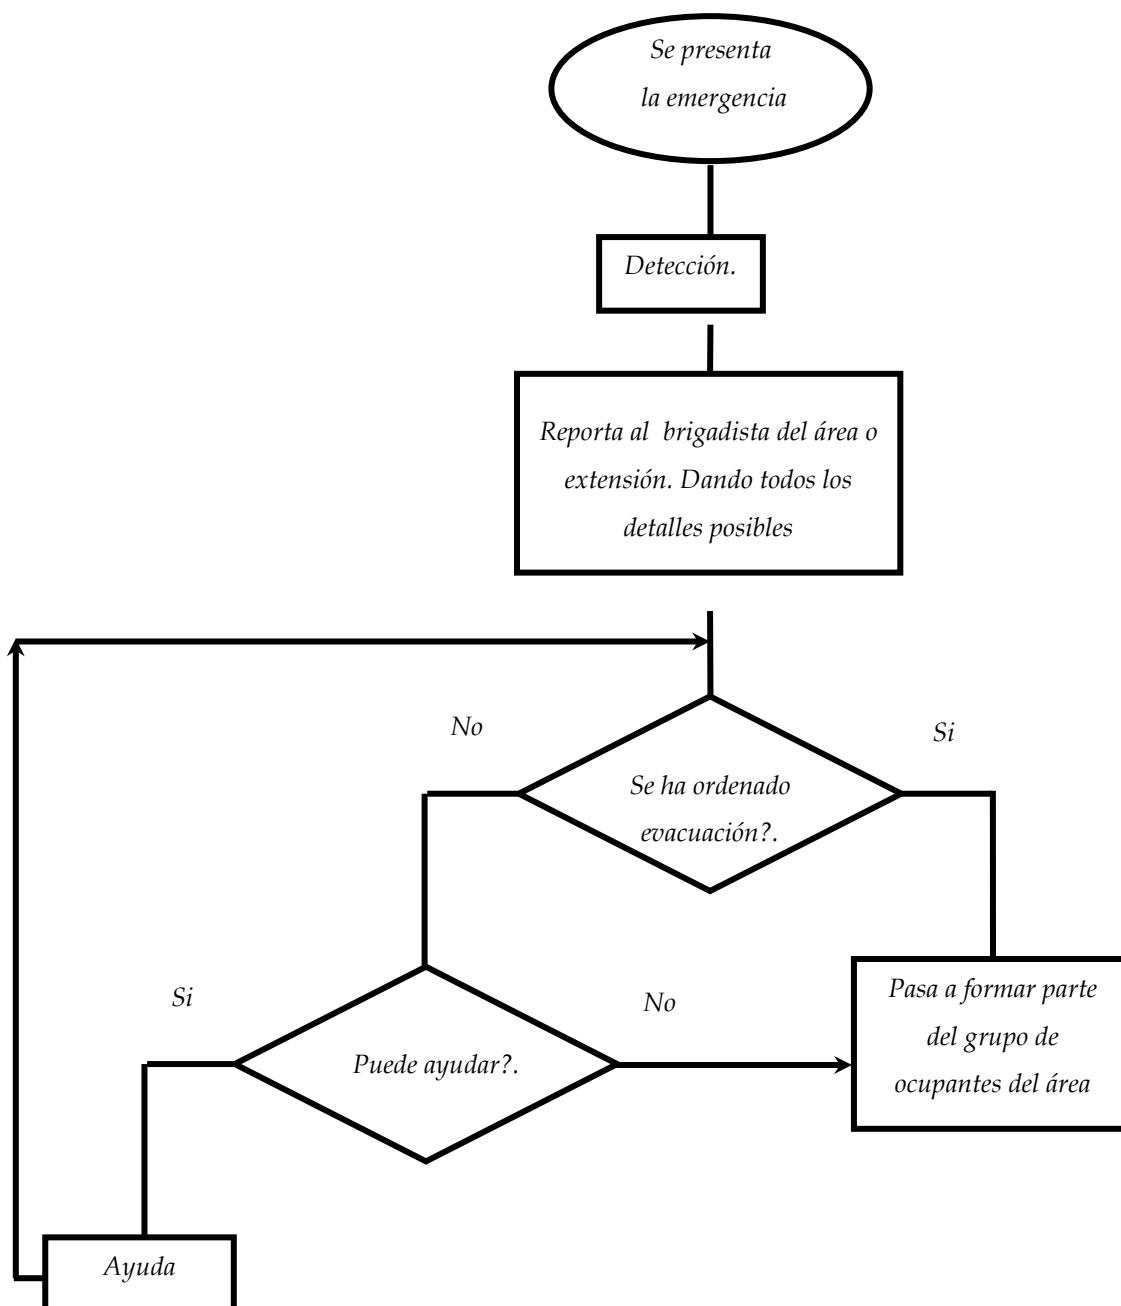 Se presenta
la emergencia
Detección.
Reporta al brigadista del área o
extensión. Dando todos los
detalles posibles
No
Si
Se ha ordenado
evacuación?.
Si
No
Puede ayudar?.
Pasa a formar parte
del grupo de
ocupantes del área
Ayuda